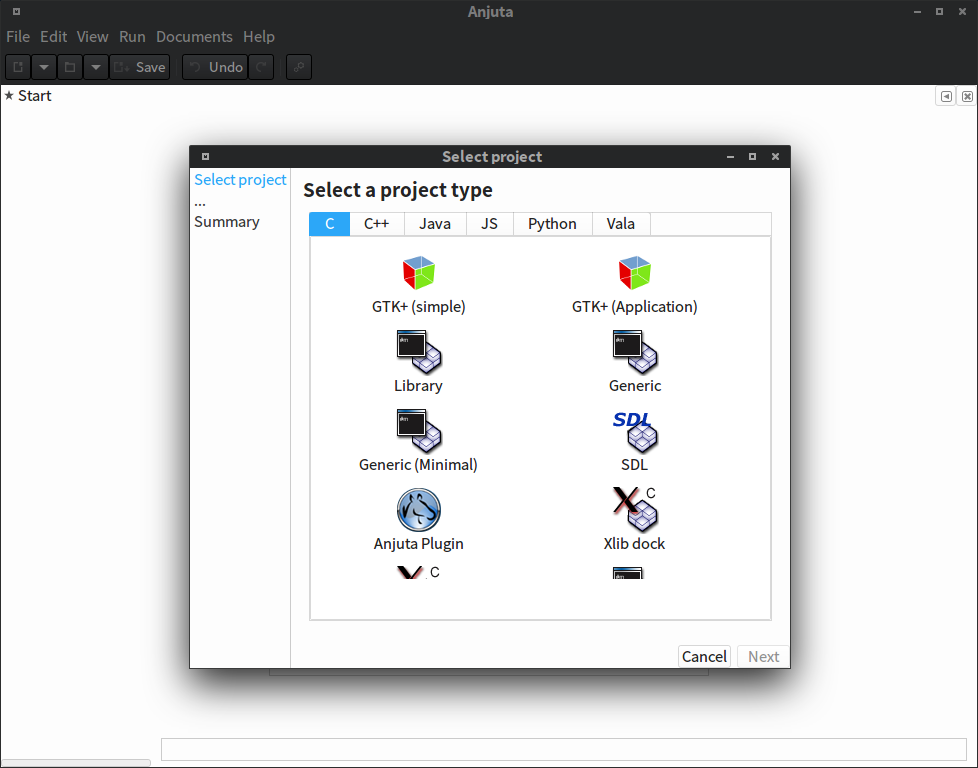 Anjuta
File Edit View Run Documents Help
Save Undo
Start
Select project
Select project
...
Summary
Select a project type
C C++ Java JS Python Vala
GTK+ (simple) GTK+ (Application)
Library Generic
SDL
Generic (Minimal) SDL
C
Anjuta Plugin Xlib dock
C
Cancel Next